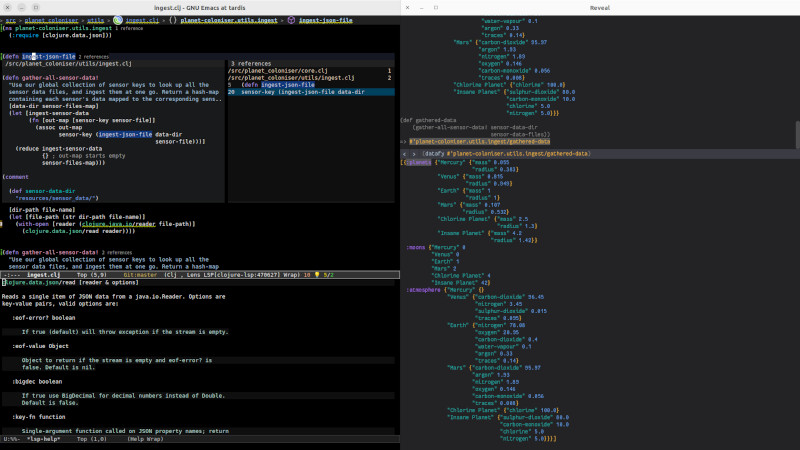 ingest.clj - GNU Emacs at tardis
src > planet_coloniser > utils > ingest.clj > { } planet-coloniser.utils.ingest > ingest-json-file
(ns planet-coloniser.utils.ingest 1 reference
(:require [clojure.data.json]))
(defn ingest-json-file 2 references
/src/planet_coloniser/utils/ingest.clj
(defn gather-all-sensor-data!
"Use our global collection of sensor keys to look up all the
sensor data files, and ingest them at one go. Return a hash-map
containing each sensor's data mapped to the corresponding sens..
[data-dir sensor-files-map]
(let [ingest-sensor-data
(fn [out-map [sensor-key sensor-file]]
(assoc out-map
sensor-key (ingest-json-file data-dir
sensor-file)))]
(reduce ingest-sensor-data
{} ; out-map starts empty
sensor-files-map)))
(comment
(def sensor-data-dir
"resources/sensor_data/")
3 references
/src/planet_coloniser/core.clj 1
/src/planet_coloniser/utils/ingest.clj 2
5 (defn ingest-json-file
20 sensor-key (ingest-json-file data-dir
[dir-path file-name]
(let [file-path (str dir-path file-name)]
(with-open [reader (clojure.java.io/reader file-path)]
(clojure.data.json/read reader))))
(defn gather-all-sensor-data! 2 references
"Use our global collection of sensor keys to look up all the
sensor data files, and ingest them at one go. Return a hash-map
-:--- ingest.clj Top (5,9) Git:master (Clj , Lens LSP[clojure-lsp:470627] Wrap) 10 5/2
clojure.data.json/read [reader & options]
Reads a single item of JSON data from a java.io.Reader. Options are
key-value pairs, valid options are:
:eof-error? boolean
If true (default) will throw exception if the stream is empty.
:eof-value Object
Object to return if the stream is empty and eof-error? is
false. Default is nil.
:bigdec boolean
If true use BigDecimal for decimal numbers instead of Double.
Default is false.
:key-fn function
Single-argument function called on JSON property names; return
U:%%- *lsp-help* Top (1,0) (Help Wrap)
Reveal
"water-vapour" 0.1
"argon" 0.33
"traces" 0.14}
"Mars" {"carbon-dioxide" 95.97
"argon" 1.93
"nitrogen" 1.89
"oxygen" 0.146
"carbon-monoxide" 0.056
"traces" 0.008}
"Chlorine Planet" {"chlorine" 100.0}
"Insane Planet" {"sulphur-dioxide" 80.0
"carbon-monoxide" 10.0
"chlorine" 5.0
"nitrogen" 5.0}}}
(def gathered-data
(gather-all-sensor-data! sensor-data-dir
sensor-data-files))
=> #'planet-coloniser.utils.ingest/gathered-data
(datafy #'planet-coloniser.utils.ingest/gathered-data)
[{:planets {"Mercury" {"mass" 0.055
"radius" 0.383}
"Venus" {"mass" 0.815
"radius" 0.949}
"Earth" {"mass" 1
"radius" 1}
"Mars" {"mass" 0.107
"radius" 0.532}
"Chlorine Planet" {"mass" 2.5
"radius" 1.3}
"Insane Planet" {"mass" 4.2
"radius" 1.42}}
:moons {"Mercury" 0
"Venus" 0
"Earth" 1
"Mars" 2
"Chlorine Planet" 4
"Insane Planet" 42}
:atmosphere {"Mercury" {}
"Venus" {"carbon-dioxide" 96.45
"nitrogen" 3.45
"sulphur-dioxide" 0.015
"traces" 0.095}
"Earth" {"nitrogen" 78.08
"oxygen" 20.95
"carbon-dioxide" 0.4
"water-vapour" 0.1
"argon" 0.33
"traces" 0.14}
"Mars" {"carbon-dioxide" 95.97
"argon" 1.93
"nitrogen" 1.89
"oxygen" 0.146
"carbon-monoxide" 0.056
"traces" 0.008}
"Chlorine Planet" {"chlorine" 100.0}
"Insane Planet" {"sulphur-dioxide" 80.0
"carbon-monoxide" 10.0
"chlorine" 5.0
"nitrogen" 5.0}}}]